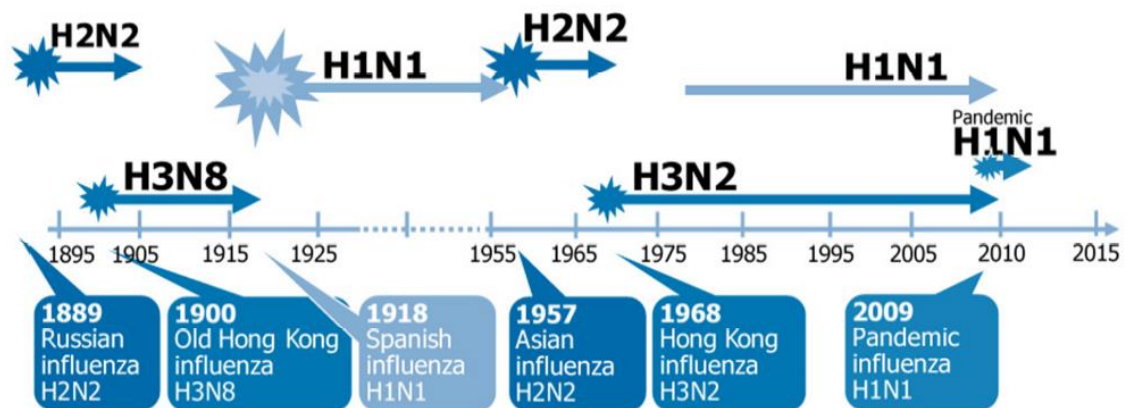 H2N2
H1N1
H2N2
H1N1
Pandemic
H1N1
H3N8
H3N2
1895 1905 1915 1925 1955 1965 1975 1985 1995 2005 2010 2015
1889
Russian
influenza
H2N2
1900
Old Hong Kong
influenza
H3N8
1918
Spanish
influenza
H1N1
1957
Asian
influenza
H2N2
1968
Hong Kong
influenza
H3N2
2009
Pandemic
influenza
H1N1